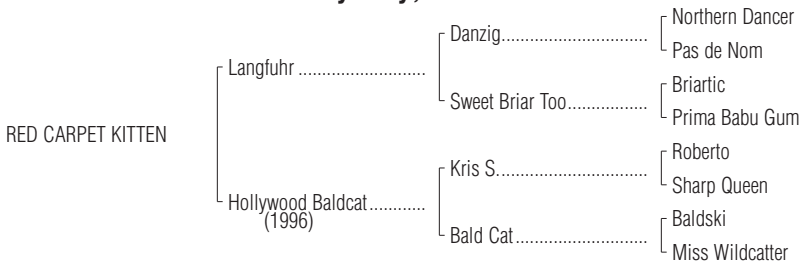 Northern Dancer
Danzig..............................
Pas de Nom
Langfuhr ...........................
Briartic
Sweet Briar Too.................
Prima Babu Gum
RED CARPET KITTEN
Roberto
Kris S................................
Sharp Queen
Hollywood Baldcat............
(1996)
Baldski
Bald Cat............................
Miss Wildcatter